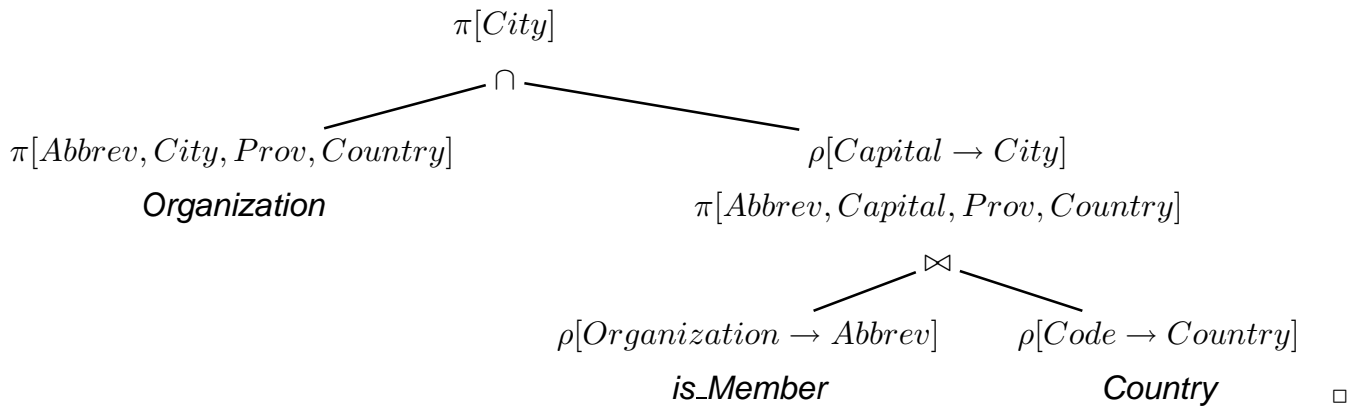 π[City]
∩
π[Abbrev, City, Prov, Country] ρ[Capital → City]
Organization π[Abbrev, Capital, Prov, Country]
⋈
ρ[Organization → Abbrev] ρ[Code → Country]
is_Member Country □